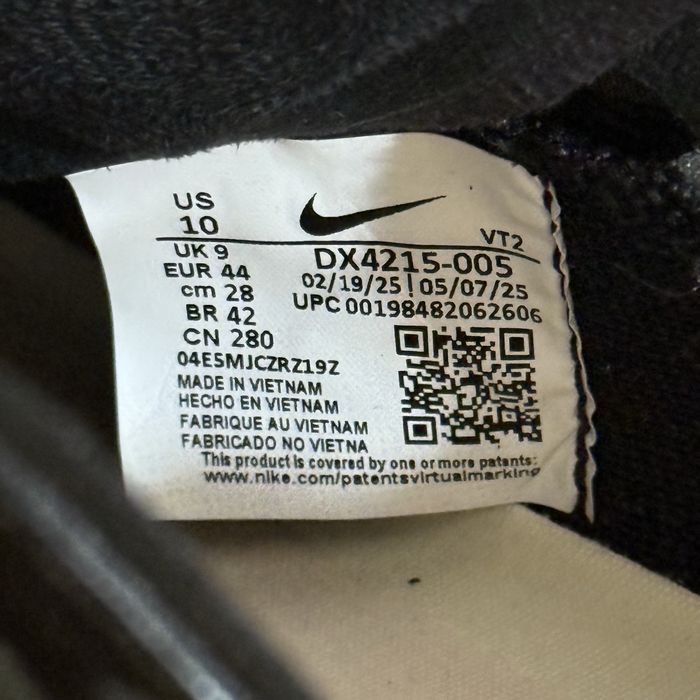 US
10
VT2
UK 9
DX4215-005
EUR 44
02/19/25 | 05/07/25
cm 28
UPC 00198482062606
BR 42
CN 280
04E5MJCZRZ19Z
MADE IN VIETNAM
HECHO EN VIETNAM
FABRIQUE AU VIETNAM
FABRICADO NO VIETNA
This product is covered by one or more patents:
www.nike.com/patentsvirtualmarking